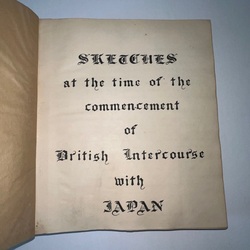 SKETCHES
at the time of the
commencement
of
British Intercourse
with
JAPAN